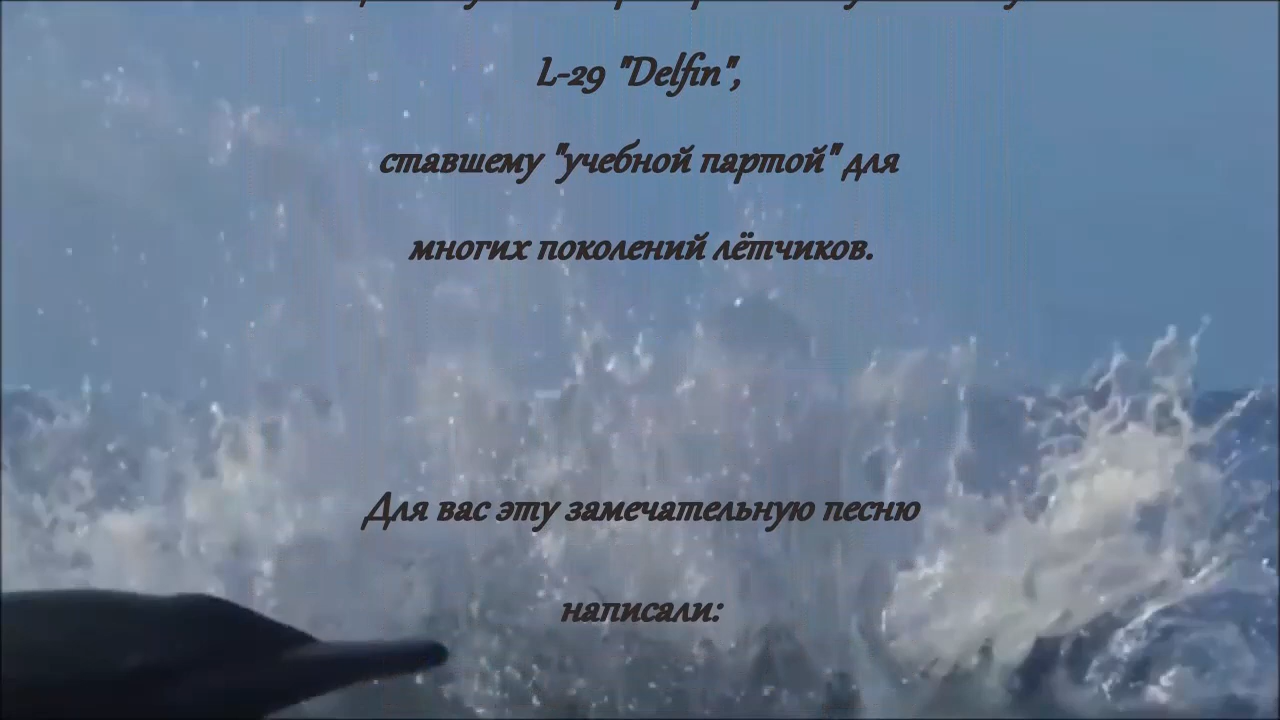 L-29 "Delfin",
ставшему "учебной партой" для
многих поколений лётчиков.
Для вас эту замечательную песню
написали: